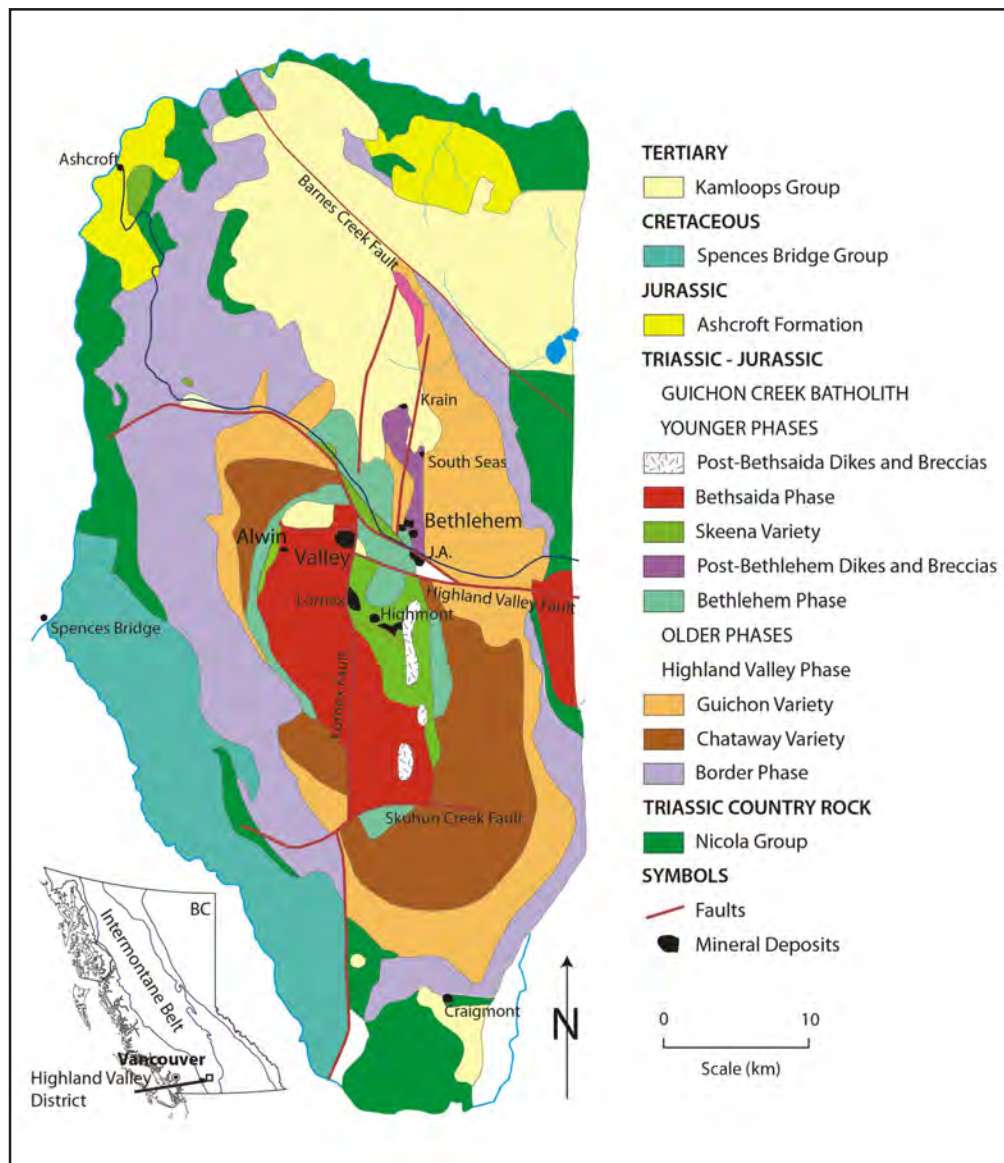 Ashcroft
Barnes Creek Fault
Krain
South Seas
Bethlehem
Alwin
Valley
J.A.
Highland Valley Fault
Lornex
Highmont
Spences Bridge
Lornex Fault
Skuhun Creek Fault
Craigmont
BC
Intermontane Belt
Vancouver
Highland Valley
District
N
TERTIARY
Kamloops Group
CRETACEOUS
Spences Bridge Group
JURASSIC
Ashcroft Formation
TRIASSIC - JURASSIC
GUICHON CREEK BATHOLITH
YOUNGER PHASES
Post-Bethsaida Dikes and Breccias
Bethsaida Phase
Skeena Variety
Post-Bethlehem Dikes and Breccias
Bethlehem Phase
OLDER PHASES
Highland Valley Phase
Guichon Variety
Chataway Variety
Border Phase
TRIASSIC COUNTRY ROCK
Nicola Group
SYMBOLS
Faults
Mineral Deposits
0 10
Scale (km)